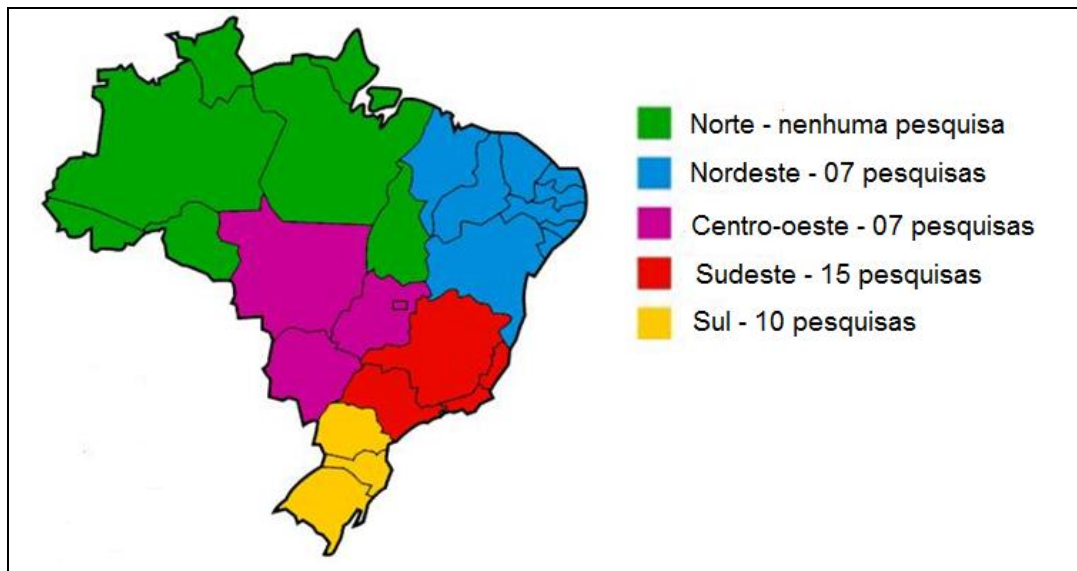 Norte - nenhuma pesquisa
Nordeste - 07 pesquisas
Centro-oeste - 07 pesquisas
Sudeste - 15 pesquisas
Sul - 10 pesquisas